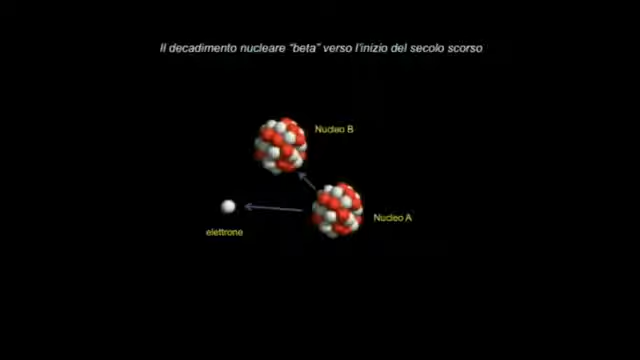 Il decadimento nucleare "beta" verso l'inizio del secolo scorso
Nucleo B
Nucleo A
elettrone